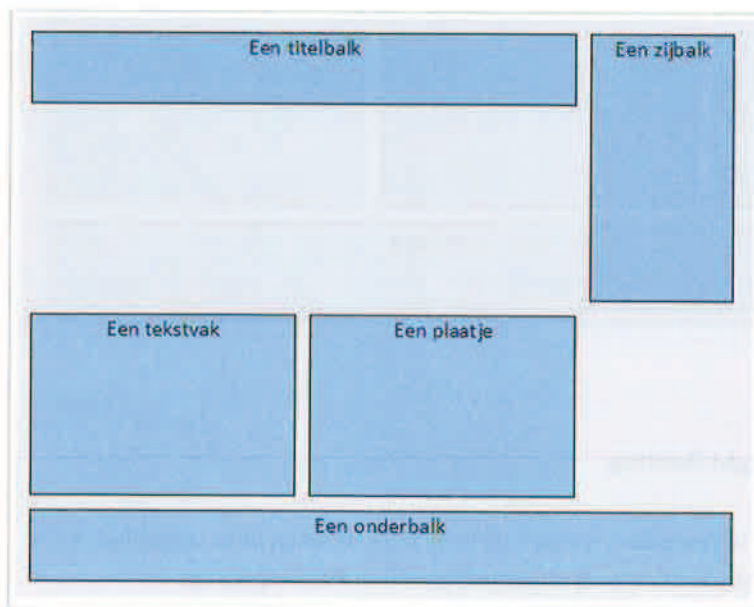 Een titelbalk
Een zijbalk
Een tekstvak
Een plaatje
Een onderbalk